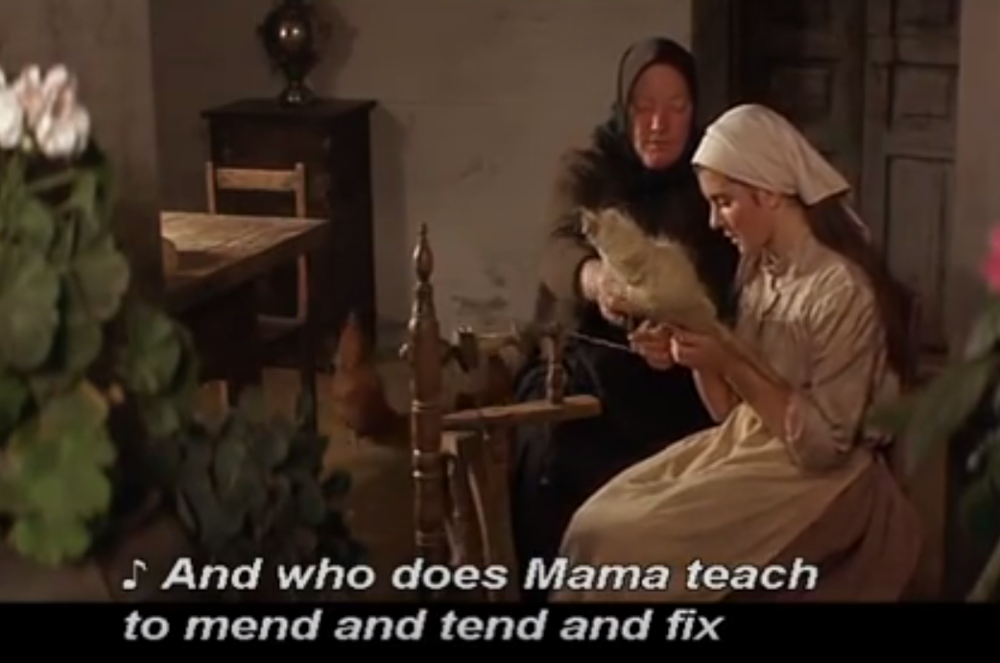 ♪ And who does Mama teach
to mend and tend and fix